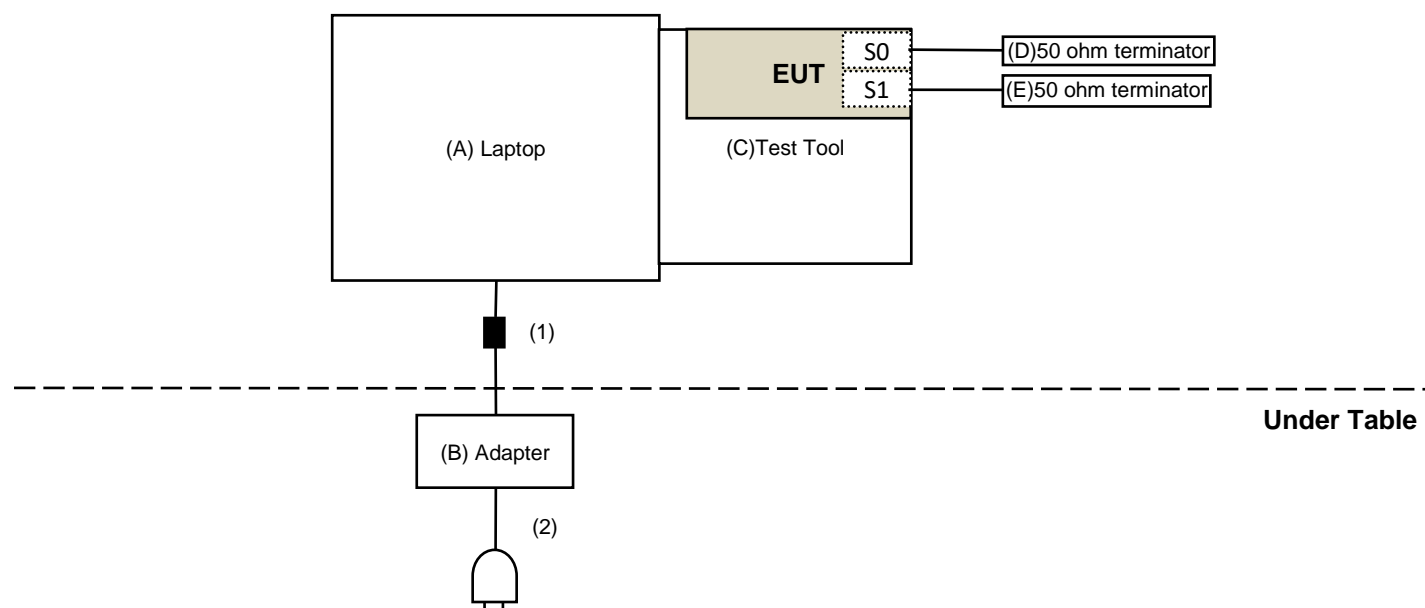 S0
(D)50 ohm terminator
EUT
S1
(E)50 ohm terminator
(A) Laptop
(C)Test Tool
(1)
Under Table
(B) Adapter
(2)